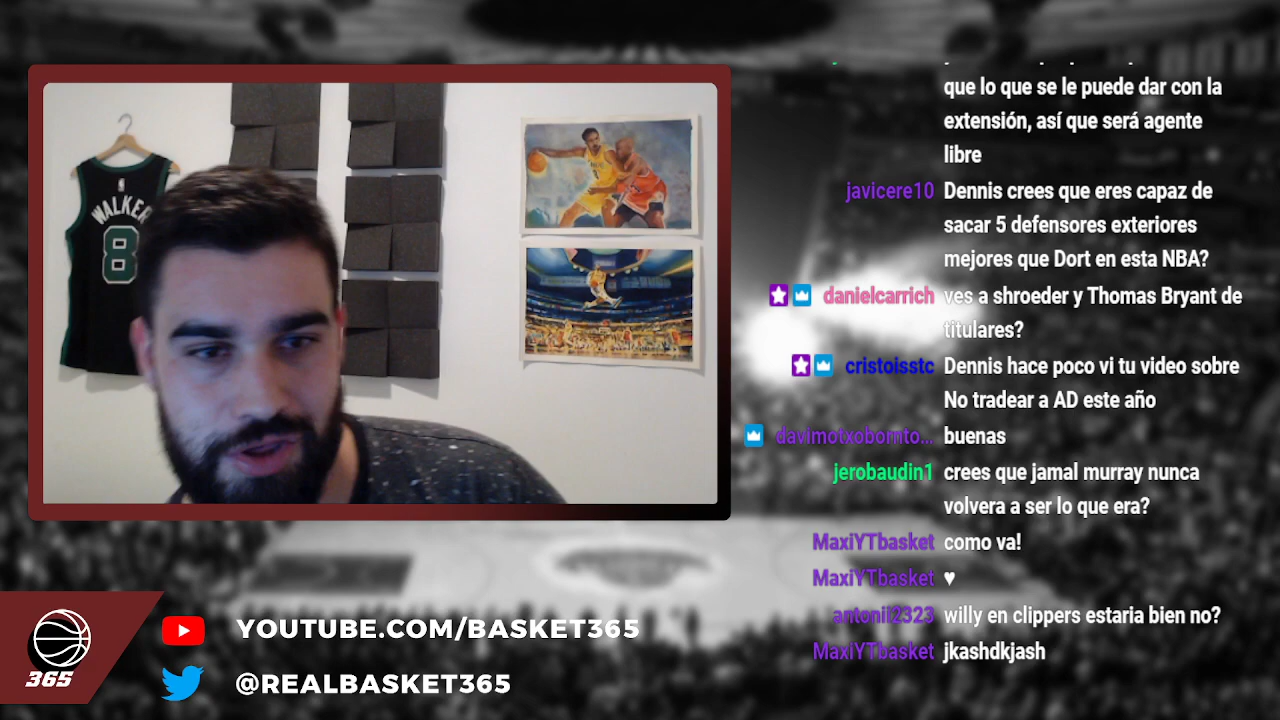 WALKER
8
que lo que se le puede dar con la
extensión, así que será agente
libre
javicere10 Dennis crees que eres capaz de
sacar 5 defensores exteriores
mejores que Dort en esta NBA?
danielcarrich ves a shroeder y Thomas Bryant de
titulares?
cristoisstc Dennis hace poco vi tu video sobre
No tradear a AD este año
davimotxobornto... buenas
jerobaudin1 crees que jamal murray nunca
volvera a ser lo que era?
MaxiYTbasket como va!
MaxiYTbasket ♥
antonii2323 willy en clippers estaria bien no?
MaxiYTbasket jkashdkjash
365
YOUTUBE.COM/BASKET365
@REALBASKET365